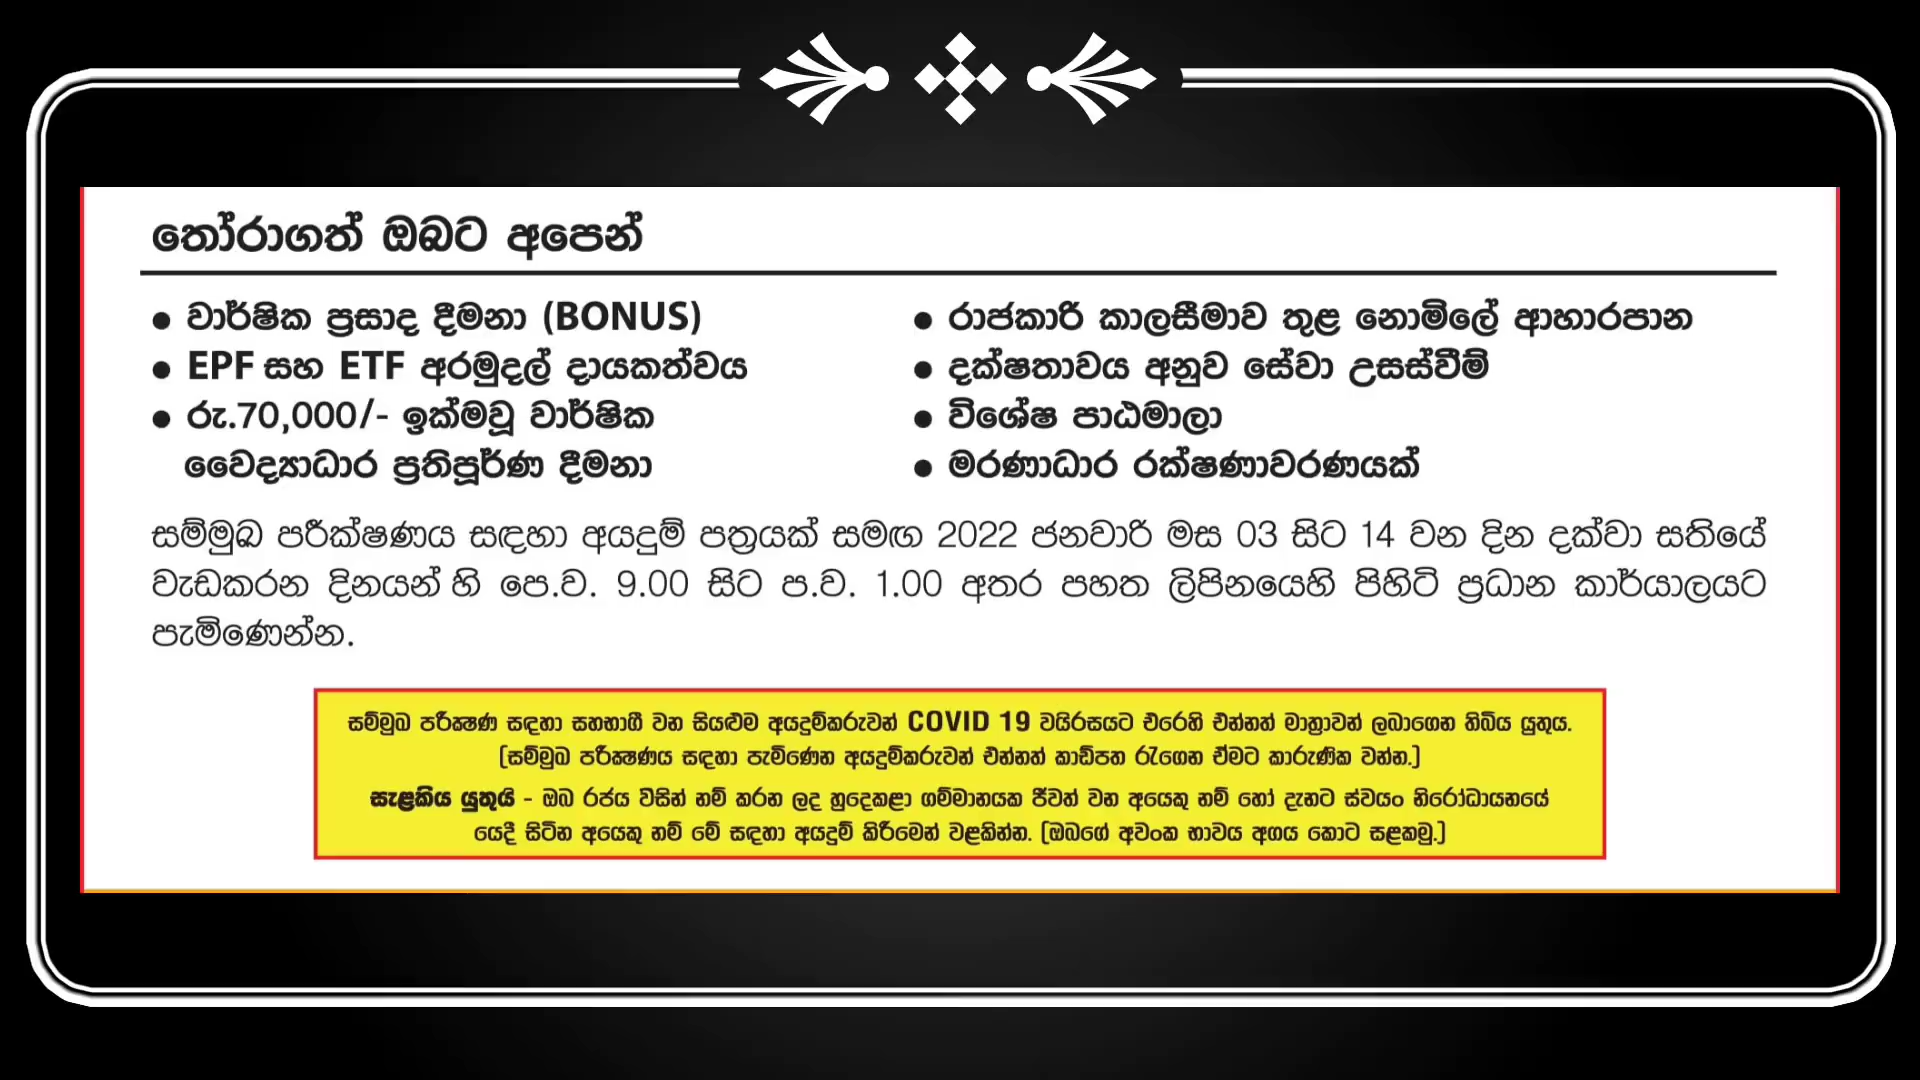 තෝරාගත් ඔබට අපෙන්
● වාර්ෂික ප්‍රසාද දීමනා (BONUS)
● EPF සහ ETF අරමුදල් දායකත්වය
● රු.70,000/- ඉක්මවූ වාර්ෂික
වෛද්‍යාධාර ප්‍රතිපූර්ණ දීමනා
● රාජකාරි කාලසීමාව තුළ නොමිලේ ආහාරපාන
● දක්ෂතාවය අනුව සේවා උසස්වීම්
● විශේෂ පාඨමාලා
● මරණාධාර රක්ෂණාවරණයක්
සම්මුඛ පරීක්ෂණය සඳහා අයදුම් පත්‍රයක් සමඟ 2022 ජනවාරි මස 03 සිට 14 වන දින දක්වා සතියේ
වැඩකරන දිනයන් හි පෙ.ව. 9.00 සිට ප.ව. 1.00 අතර පහත ලිපිනයෙහි පිහිටි ප්‍රධාන කාර්යාලයට
පැමිණෙන්න.
සම්මුඛ පරීක්‍ෂණ සඳහා සහභාගී වන සියළුම අයදුම්කරුවන් COVID 19 වයිරසයට එරෙහි එන්නත් මාත්‍රාවන් ලබාගෙන තිබිය යුතුය.
(සම්මුඛ පරීක්‍ෂණය සඳහා පැමිණෙන අයදුම්කරුවන් එන්නත් කාඩ්පත රැගෙන ඒමට කාරුණික වන්න.)
සැළකිය යුතුයි - ඔබ රජය විසින් නම් කරන ලද හුදෙකළා ගම්මානයක ජීවත් වන අයෙකු නම් හෝ දැනට ස්වයං නිරෝධායනයේ
යෙදී සිටින අයෙකු නම් මේ සඳහා අයදුම් කිරීමෙන් වළකින්න. (ඔබගේ අවංක භාවය අගය කොට සළකමු.)